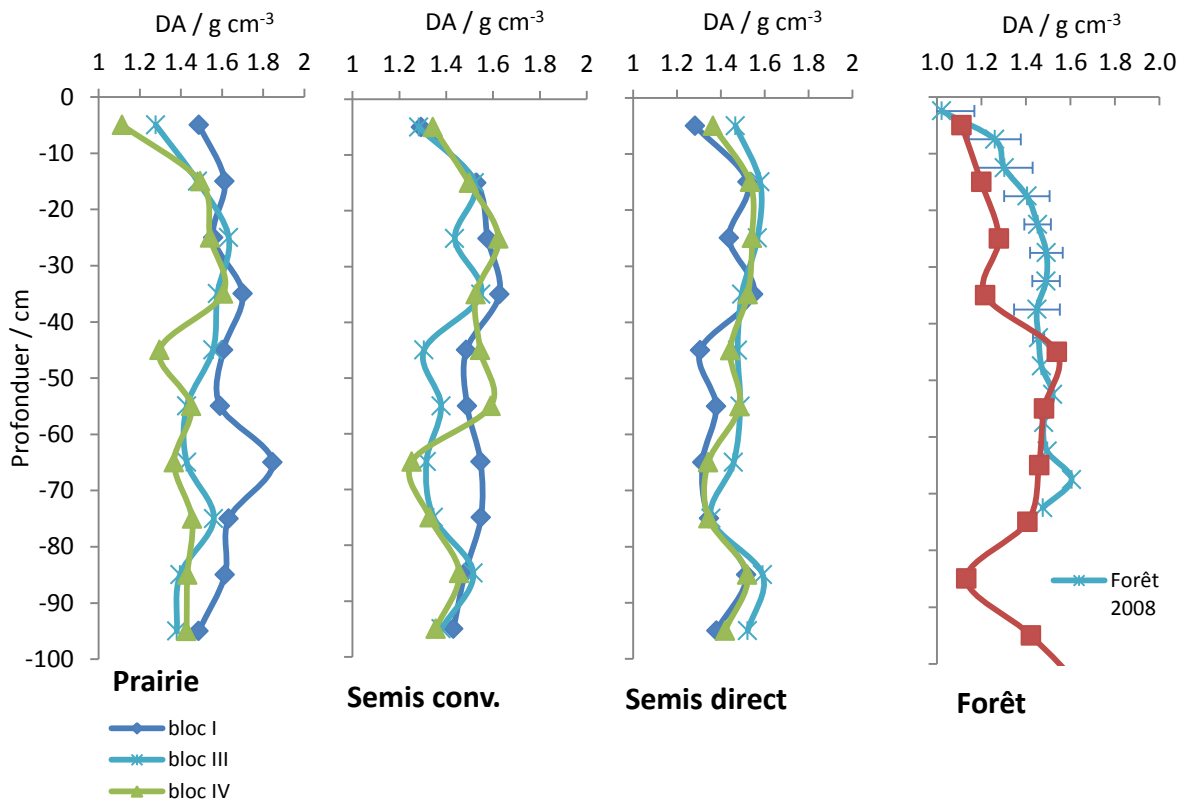 DA / g cm-3
DA / g cm-3
DA / g cm-3
DA / g cm-3
1 1.2 1.4 1.6 1.8 2
1 1.2 1.4 1.6 1.8 2
1 1.2 1.4 1.6 1.8 2
1.0 1.2 1.4 1.6 1.8 2.0
Profonduer / cm
0
-10
-20
-30
-40
-50
-60
-70
-80
-90
-100
Forêt
2008
Prairie
Semis conv.
Semis direct
Forêt
bloc I
bloc III
bloc IV